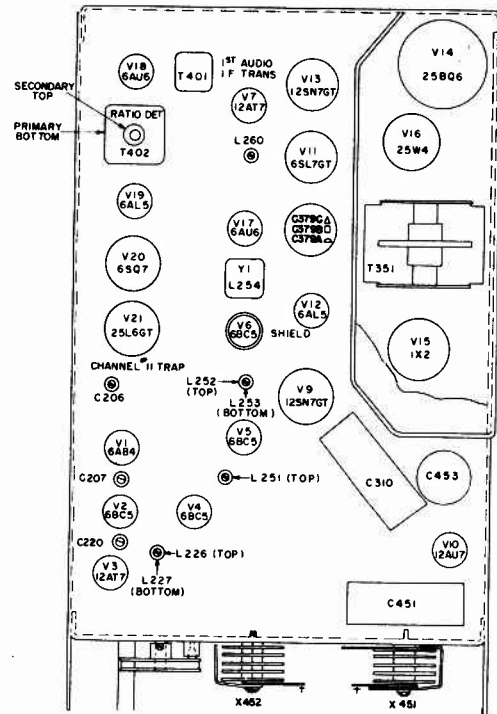 V18
6AU6
T401
1ST AUDIO
IF TRANS
V13
12SN7GT
V14
25BQ6
SECONDARY
TOP
PRIMARY
BOTTOM
RATIO DET
T402
V7
12AT7
L260
V11
6SL7GT
V16
25W4
V19
6AL5
V17
6AU6
C379C
C379B
C379A
V20
6SQ7
Y1
L254
T351
V21
25L6GT
V6
6BC5
SHIELD
V12
6AL5
V15
1X2
CHANNEL #11 TRAP
C206
L252
(TOP)
L253
(BOTTOM)
V9
12SN7GT
V1
6AB4
V5
6BC5
C207
L251 (TOP)
C310
C453
V2
6BC5
V4
6BC5
C220
L226 (TOP)
V10
12AU7
V3
12AT7
L227
(BOTTOM)
C451
X452
X451